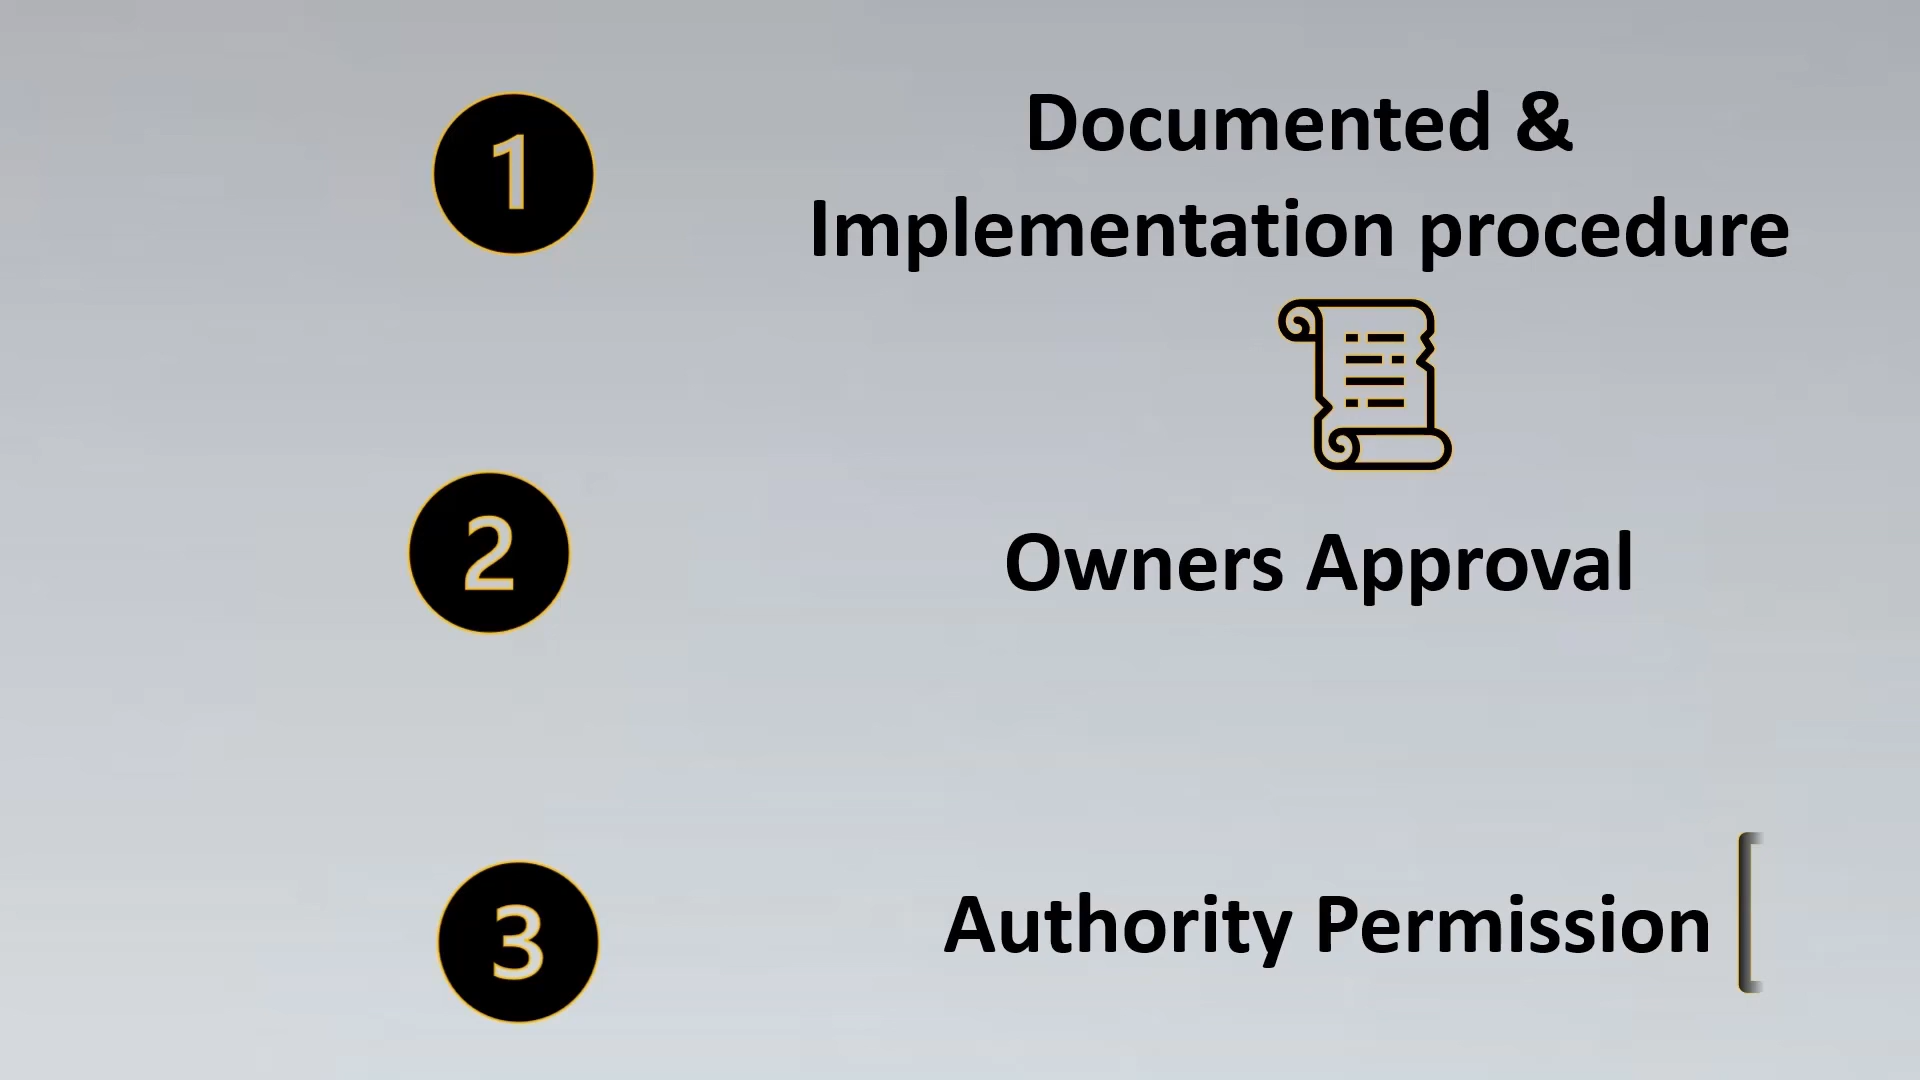 1
Documented &
Implementation procedure
2
Owners Approval
3
Authority Permission